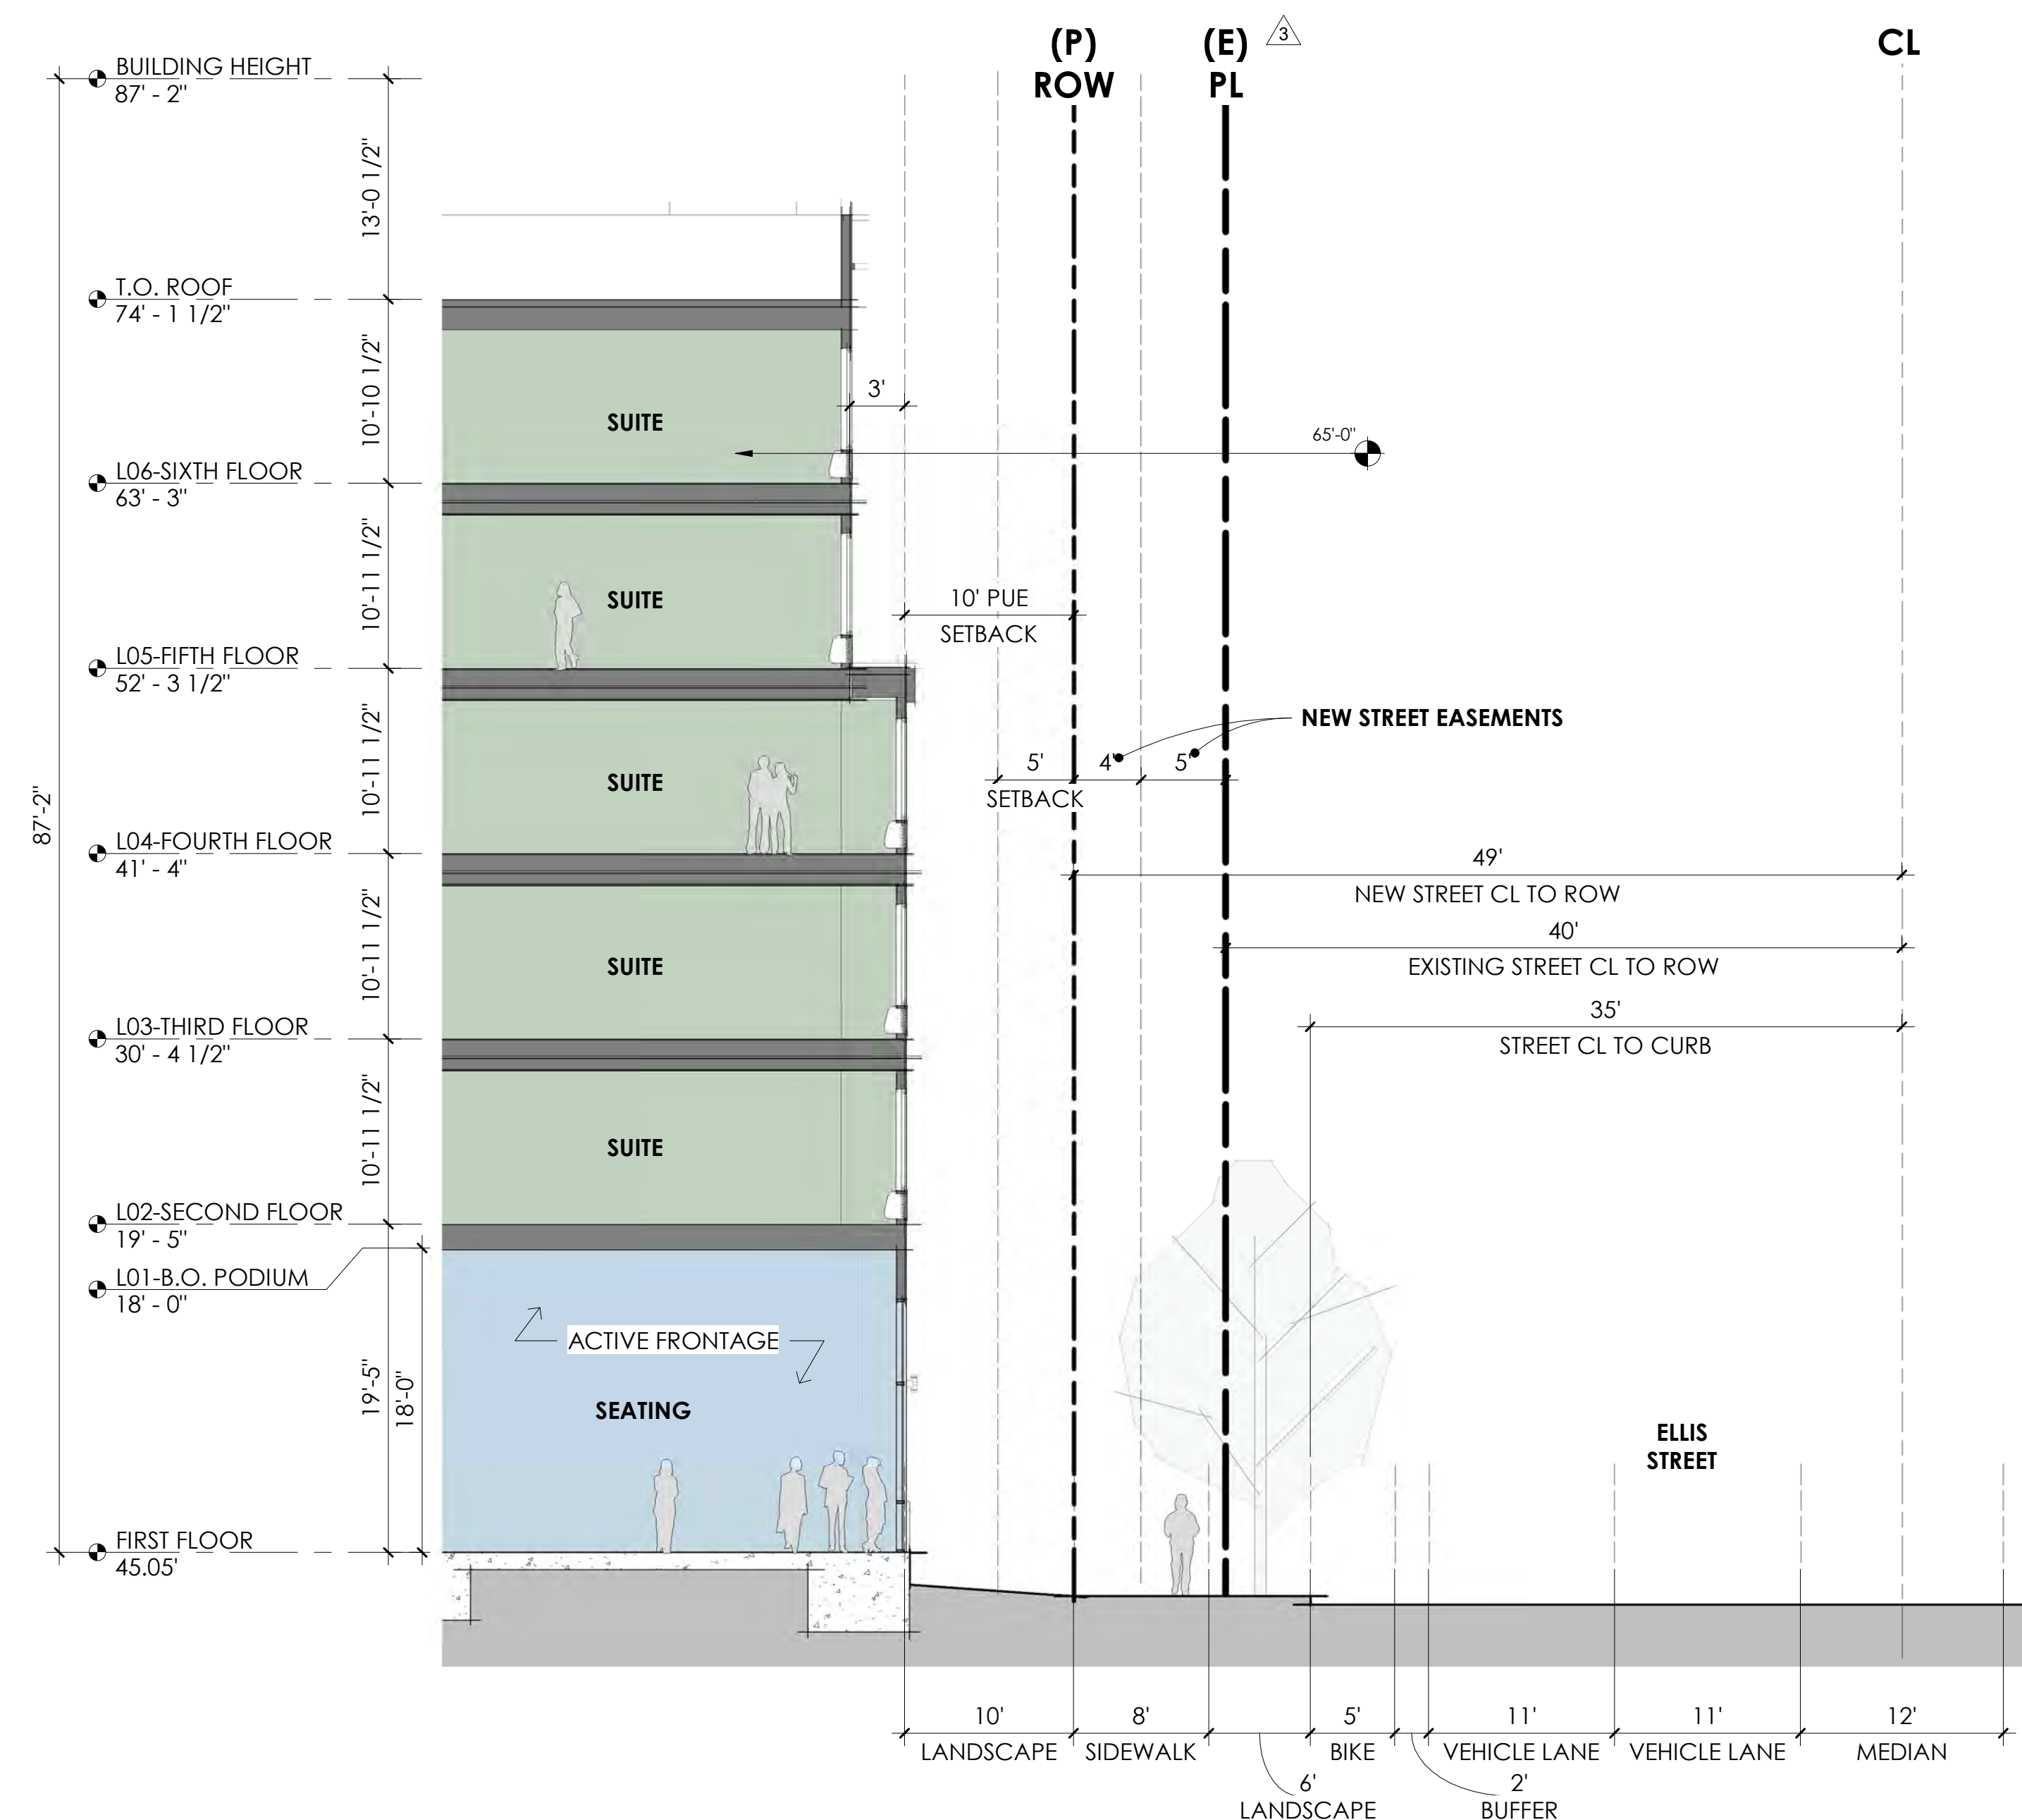 (P)
ROW
(E)
PL
3
CL
BUILDING HEIGHT
87' - 2"
13'-0 1/2"
T.O. ROOF
74' - 1 1/2"
10'-10 1/2"
SUITE
3'
65'-0"
L06-SIXTH FLOOR
63' - 3"
10'-11 1/2"
SUITE
10' PUE
SETBACK
L05-FIFTH FLOOR
52' - 3 1/2"
10'-11 1/2"
SUITE
NEW STREET EASEMENTS
5'
4'
5'
SETBACK
87'-2"
L04-FOURTH FLOOR
41' - 4"
49'
NEW STREET CL TO ROW
10'-11 1/2"
SUITE
40'
EXISTING STREET CL TO ROW
35'
STREET CL TO CURB
L03-THIRD FLOOR
30' - 4 1/2"
10'-11 1/2"
SUITE
L02-SECOND FLOOR
19' - 5"
L01-B.O. PODIUM
18' - 0"
19'-5"
18'-0"
ACTIVE FRONTAGE
SEATING
ELLIS
STREET
FIRST FLOOR
45.05'
10'
LANDSCAPE
8'
SIDEWALK
6'
LANDSCAPE
5'
BIKE
2'
BUFFER
11'
VEHICLE LANE
11'
VEHICLE LANE
12'
MEDIAN